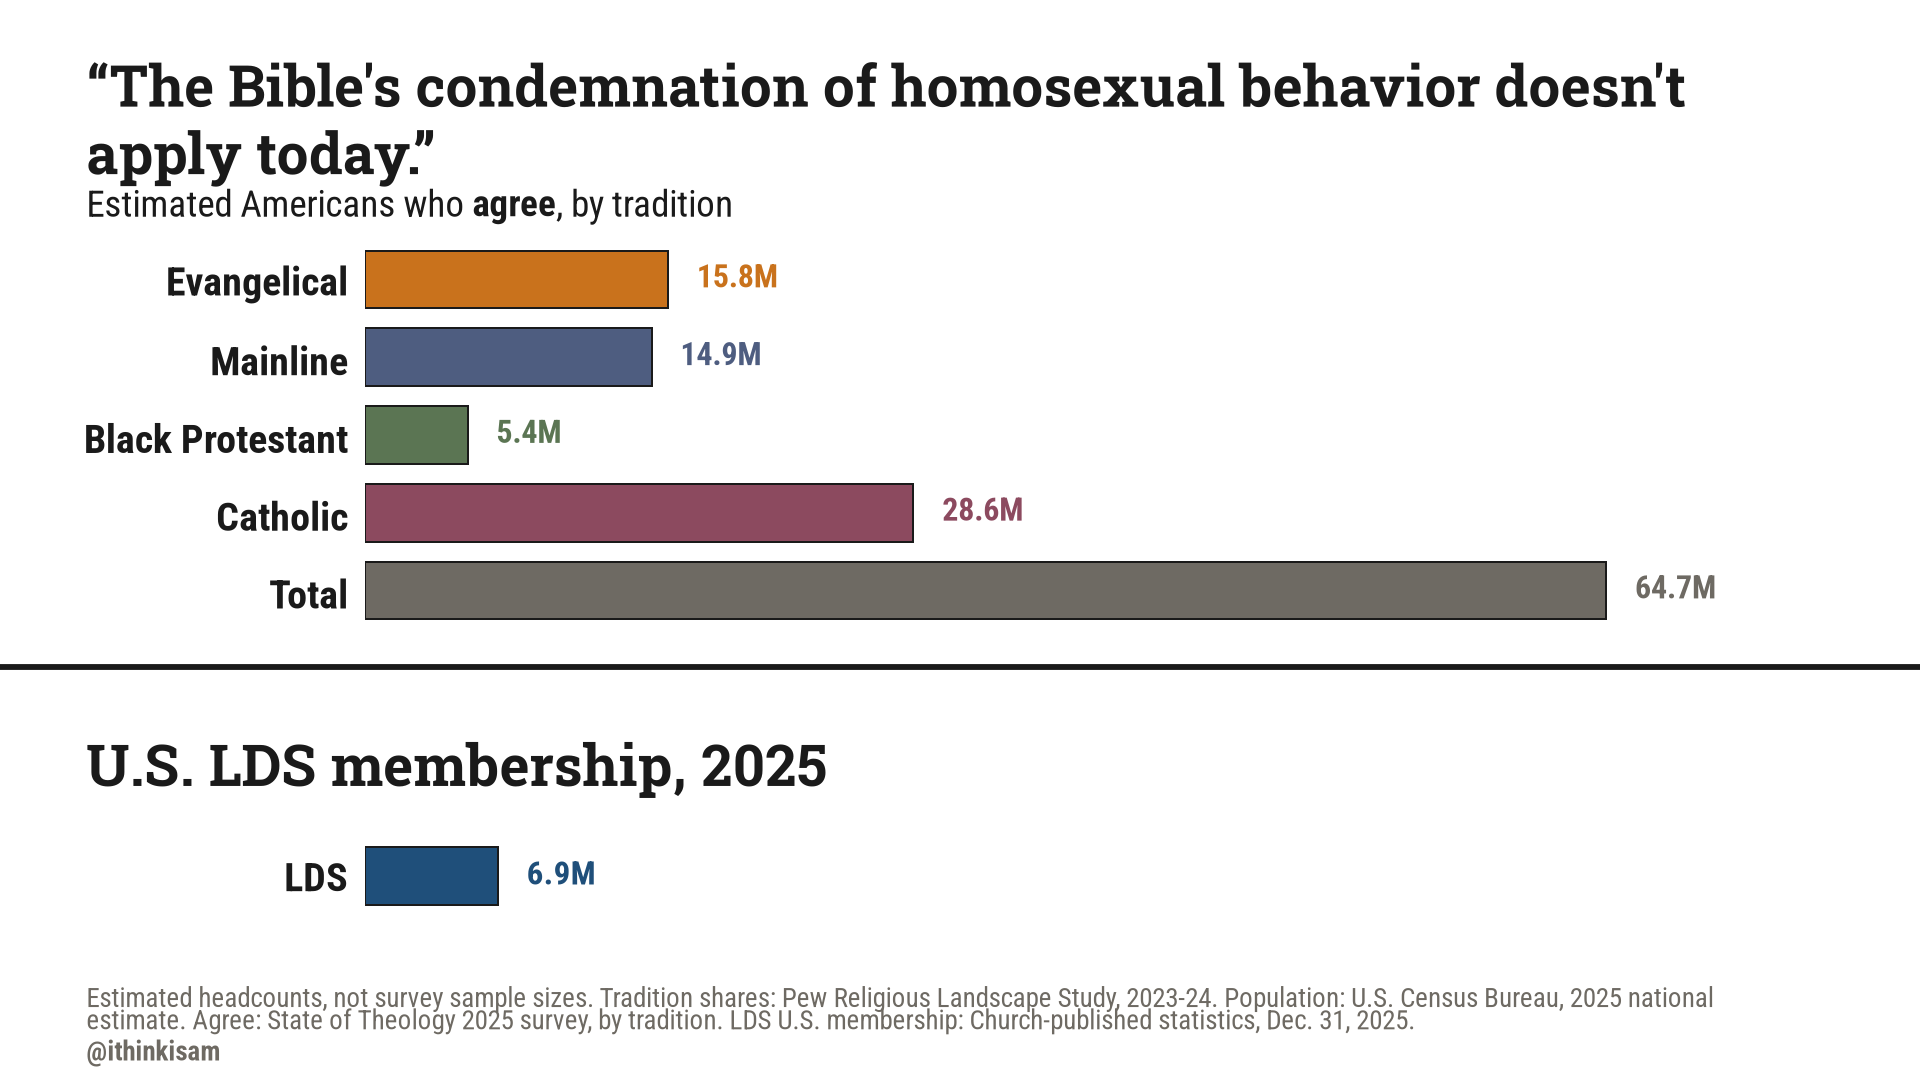 “The Bible's condemnation of homosexual behavior doesn't
apply today.”
Estimated Americans who agree, by tradition
Evangelical 15.8M
Mainline 14.9M
Black Protestant 5.4M
Catholic 28.6M
Total 64.7M
U.S. LDS membership, 2025
LDS 6.9M
Estimated headcounts, not survey sample sizes. Tradition shares: Pew Religious Landscape Study, 2023-24. Population: U.S. Census Bureau, 2025 national
estimate. Agree: State of Theology 2025 survey, by tradition. LDS U.S. membership: Church-published statistics, Dec. 31, 2025.
@ithinkisam